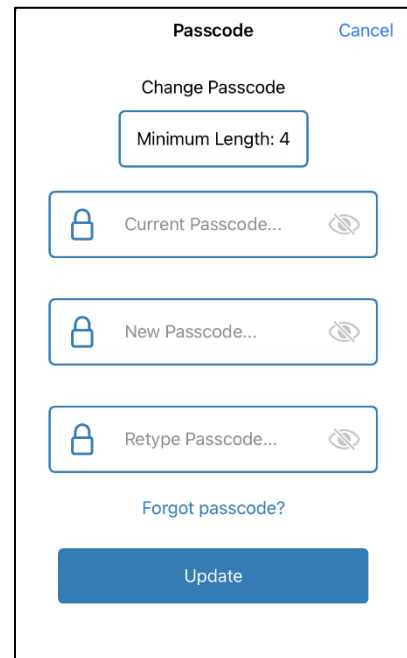 Passcode Cancel
Change Passcode
Minimum Length: 4
Current Passcode...
New Passcode...
Retype Passcode...
Forgot passcode?
Update